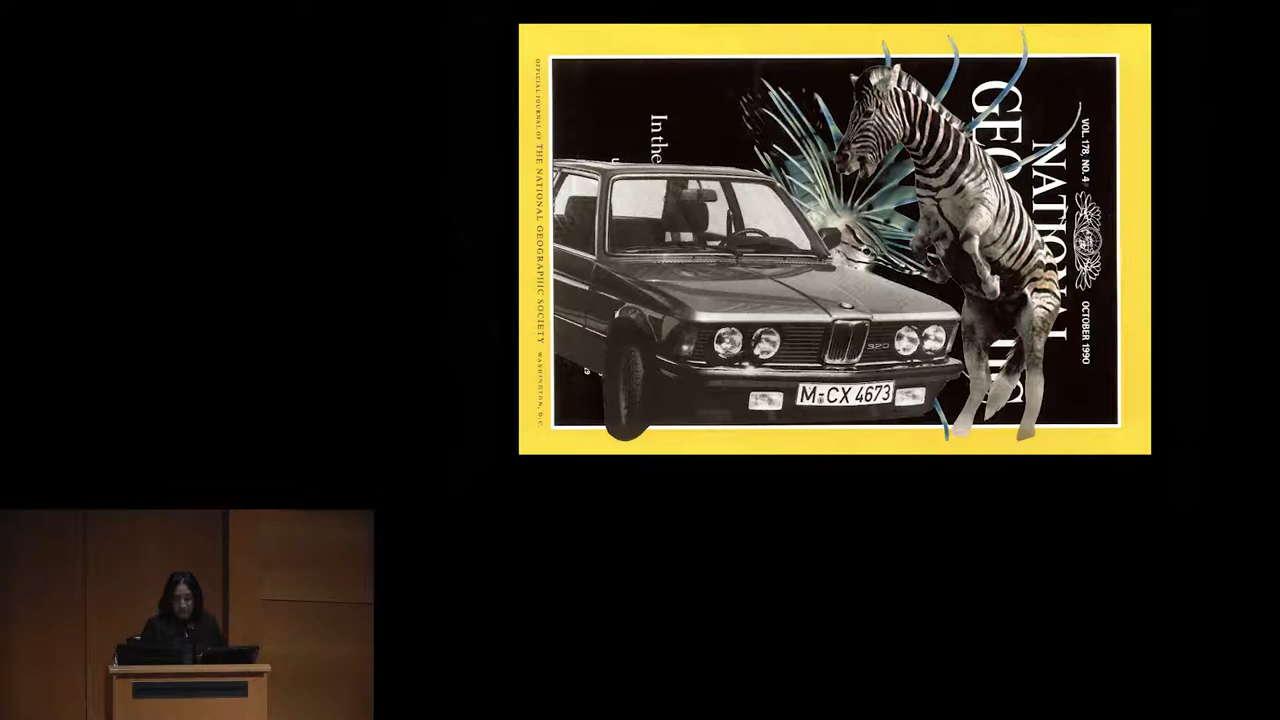 OFFICIAL JOURNAL OF THE NATIONAL GEOGRAPHIC SOCIETY WASHINGTON, D.C.
In the
NATIONAL
VOL. 178, NO. 4
OCTOBER 1990
320
M-CX 4673